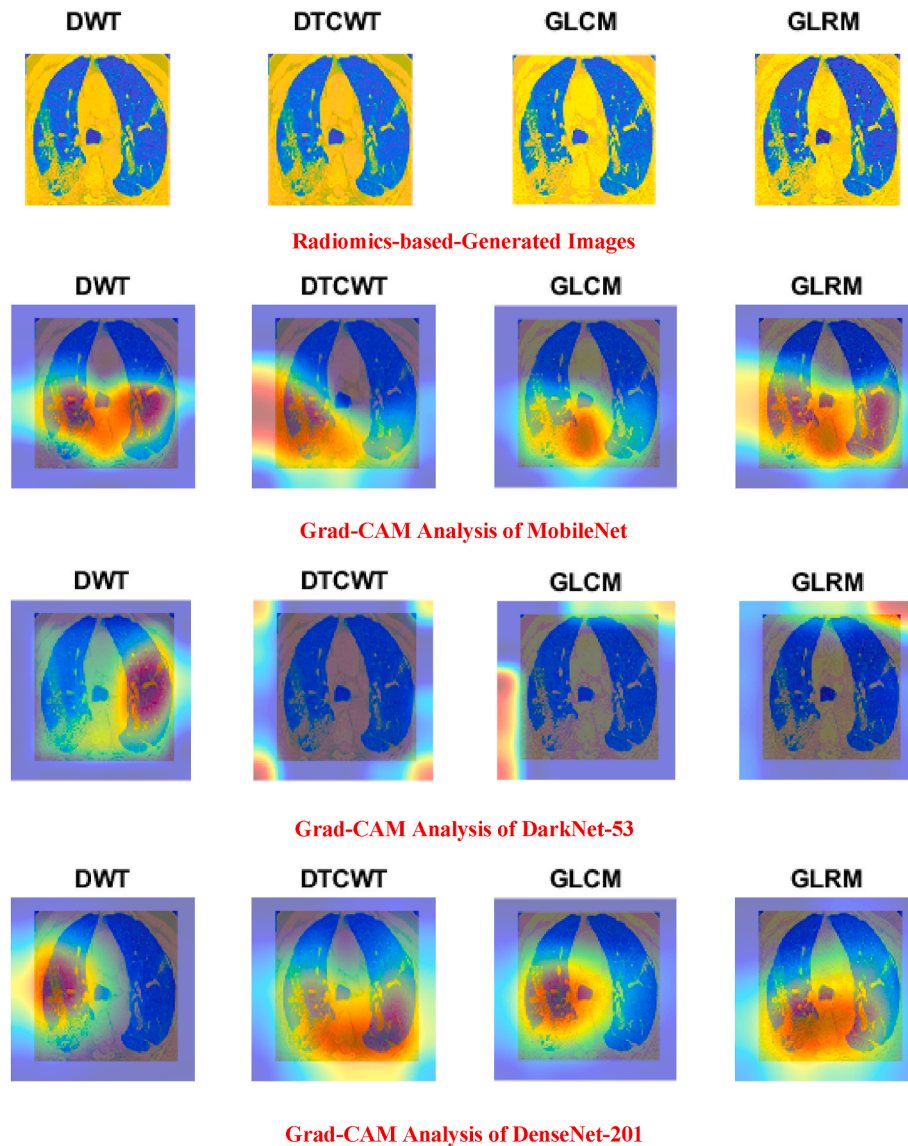 DWT DTCWT GLCM GLRM
Radiomics-based-Generated Images
DWT DTCWT GLCM GLRM
Grad-CAM Analysis of MobileNet
DWT DTCWT GLCM GLRM
Grad-CAM Analysis of DarkNet-53
DWT DTCWT GLCM GLRM
Grad-CAM Analysis of DenseNet-201